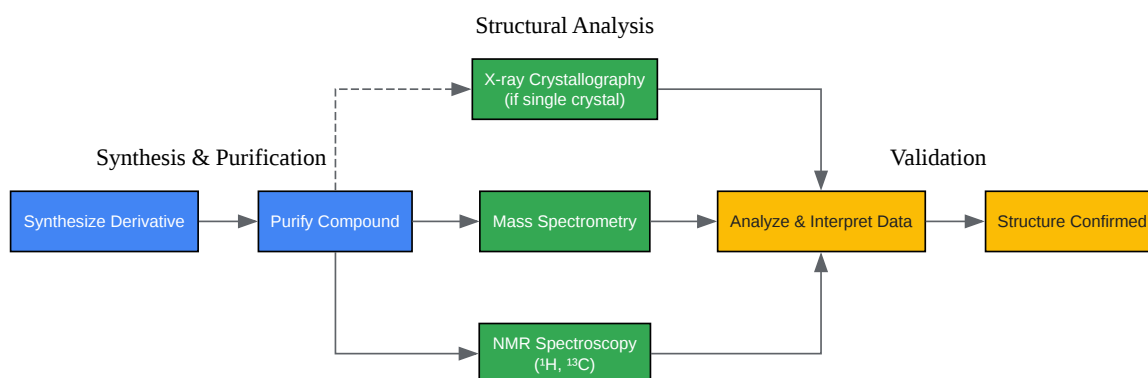 Structural Analysis
X-ray Crystallography
(if single crystal)
Synthesis & Purification
Validation
Synthesize Derivative
Purify Compound
Mass Spectrometry
Analyze & Interpret Data
Structure Confirmed
NMR Spectroscopy
(¹H, ¹³C)